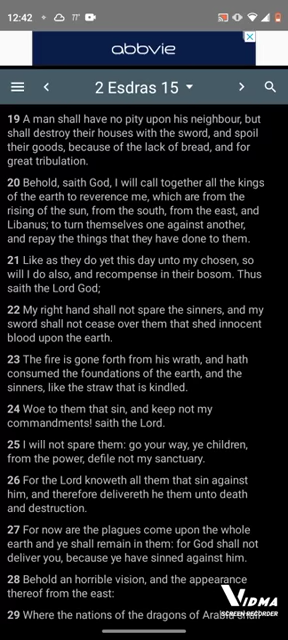 12:42
abbvie
2 Esdras 15
19 A man shall have no pity upon his neighbour, but
shall destroy their houses with the sword, and spoil
their goods, because of the lack of bread, and for
great tribulation.
20 Behold, saith God, I will call together all the kings
of the earth to reverence me, which are from the
rising of the sun, from the south, from the east, and
Libanus; to turn themselves one against another,
and repay the things that they have done to them.
21 Like as they do yet this day unto my chosen, so
will I do also, and recompense in their bosom. Thus
saith the Lord God;
22 My right hand shall not spare the sinners, and my
sword shall not cease over them that shed innocent
blood upon the earth.
23 The fire is gone forth from his wrath, and hath
consumed the foundations of the earth, and the
sinners, like the straw that is kindled.
24 Woe to them that sin, and keep not my
commandments! saith the Lord.
25 I will not spare them: go your way, ye children,
from the power, defile not my sanctuary.
26 For the Lord knoweth all them that sin against
him, and therefore delivereth he them unto death
and destruction.
27 For now are the plagues come upon the whole
earth and ye shall remain in them: for God shall not
deliver you, because ye have sinned against him.
28 Behold an horrible vision, and the appearance
thereof from the east:
29 Where the nations of the dragons of Arabia shall
VIDMA
SCREEN RECORDER